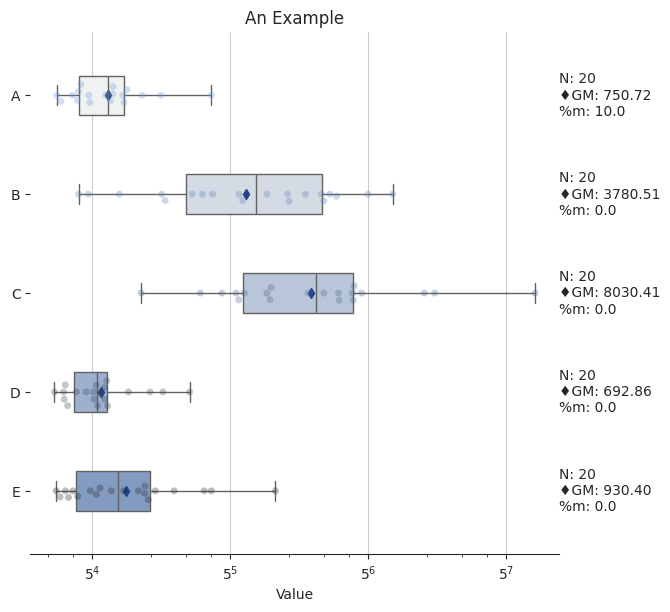 An Example
A
N: 20
♦GM: 750.72
%m: 10.0
B
N: 20
♦GM: 3780.51
%m: 0.0
C
N: 20
♦GM: 8030.41
%m: 0.0
D
N: 20
♦GM: 692.86
%m: 0.0
E
N: 20
♦GM: 930.40
%m: 0.0
5⁴ 5⁵ 5⁶ 5⁷
Value